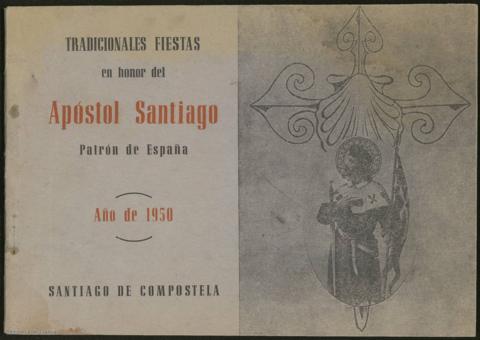 TRADICIONALES FIESTAS
en honor del
Apóstol Santiago
Patrón de España
Año de 1950
SANTIAGO DE COMPOSTELA